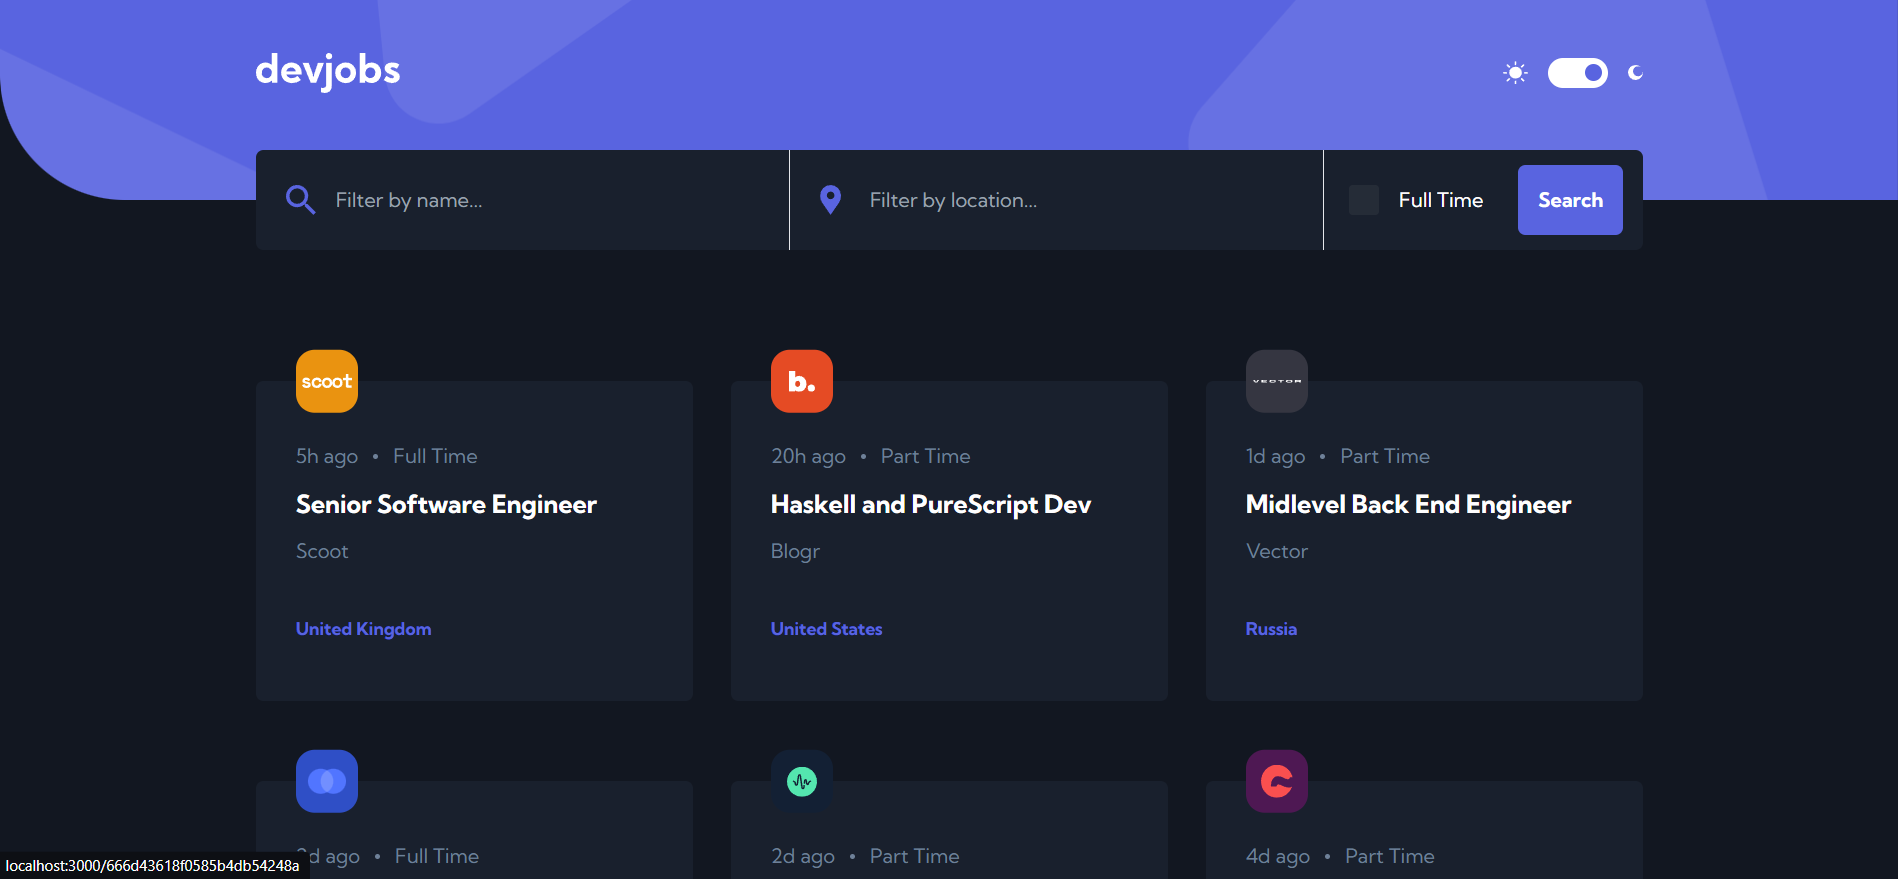 devjobs
Filter by name...
Filter by location...
Full Time
Search
scoot
b.
VECTOR
5h ago • Full Time
20h ago • Part Time
1d ago • Part Time
Senior Software Engineer
Haskell and PureScript Dev
Midlevel Back End Engineer
Scoot
Blogr
Vector
United Kingdom
United States
Russia
d ago • Full Time
2d ago • Part Time
4d ago • Part Time
localhost:3000/666d43618f0585b4db54248a